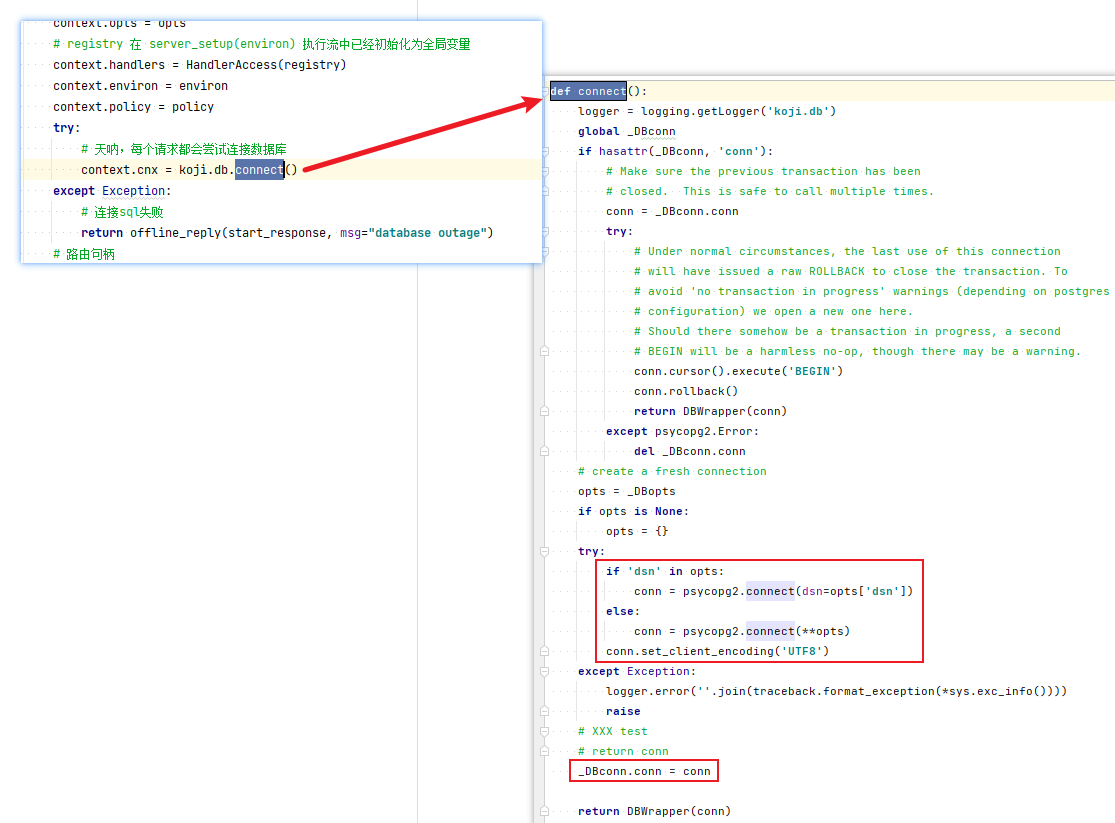 context.opts = opts
# registry 在 server_setup(environ) 执行流中已经初始化为全局变量
context.handlers = HandlerAccess(registry)
context.environ = environ
context.policy = policy
try:
# 天呐，每个请求都会尝试连接数据库
context.cnx = koji.db.connect()
except Exception:
# 连接sql失败
return offline_reply(start_response, msg="database outage")
# 路由句柄
def connect():
logger = logging.getLogger('koji.db')
global _DBconn
if hasattr(_DBconn, 'conn'):
# Make sure the previous transaction has been
# closed.  This is safe to call multiple times.
conn = _DBconn.conn
try:
# Under normal circumstances, the last use of this connection
# will have issued a raw ROLLBACK to close the transaction. To
# avoid 'no transaction in progress' warnings (depending on postgres
# configuration) we open a new one here.
# Should there somehow be a transaction in progress, a second
# BEGIN will be a harmless no-op, though there may be a warning.
conn.cursor().execute('BEGIN')
conn.rollback()
return DBWrapper(conn)
except psycopg2.Error:
del _DBconn.conn
# create a fresh connection
opts = _DBopts
if opts is None:
opts = {}
try:
if 'dsn' in opts:
conn = psycopg2.connect(dsn=opts['dsn'])
else:
conn = psycopg2.connect(**opts)
conn.set_client_encoding('UTF8')
except Exception:
logger.error(''.join(traceback.format_exception(*sys.exc_info())))
raise
# XXX test
# return conn
_DBconn.conn = conn
return DBWrapper(conn)